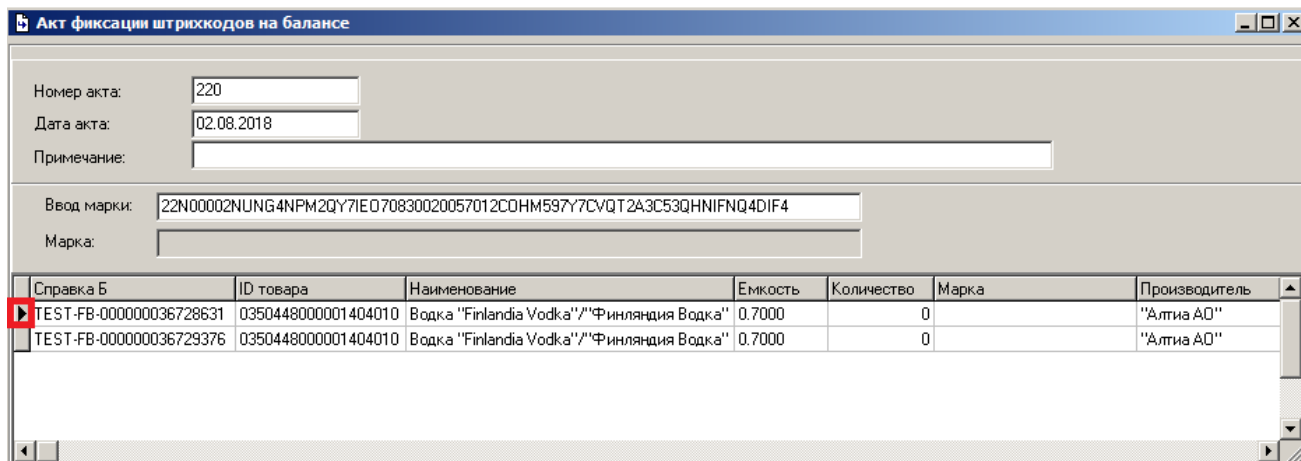 Акт фиксации штрихкодов на балансе
Номер акта: 220
Дата акта: 02.08.2018
Примечание:
Ввод марки: 22N00002NUNG4NPM2QY7IEO70830020057012COHM597Y7CVQT2A3C53QHNIFNQ4DIF4
Марка:
Справка Б ID товара Наименование Емкость Количество Марка Производитель
TEST-FB-000000036728631 0350448000001404010 Водка "Finlandia Vodka"/"Финляндия Водка" 0.7000 0 "Алтиа АО"
TEST-FB-000000036729376 0350448000001404010 Водка "Finlandia Vodka"/"Финляндия Водка" 0.7000 0 "Алтиа АО"